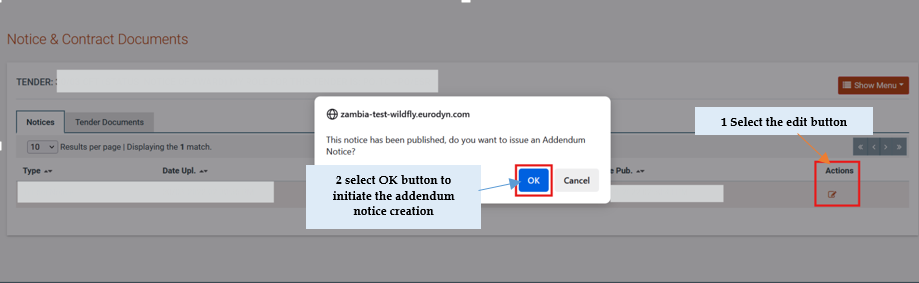 Notice & Contract Documents
TENDER:
Show Menu
zambia-test-wildfly.eurodyn.com
This notice has been published, do you want to issue an Addendum
Notice?
OK
Cancel
1 Select the edit button
Notices
Tender Documents
10 Results per page | Displaying the 1 match.
« < > »
2 select OK button to
initiate the addendum
notice creation
Type
Date Upl.
Pub.
Actions